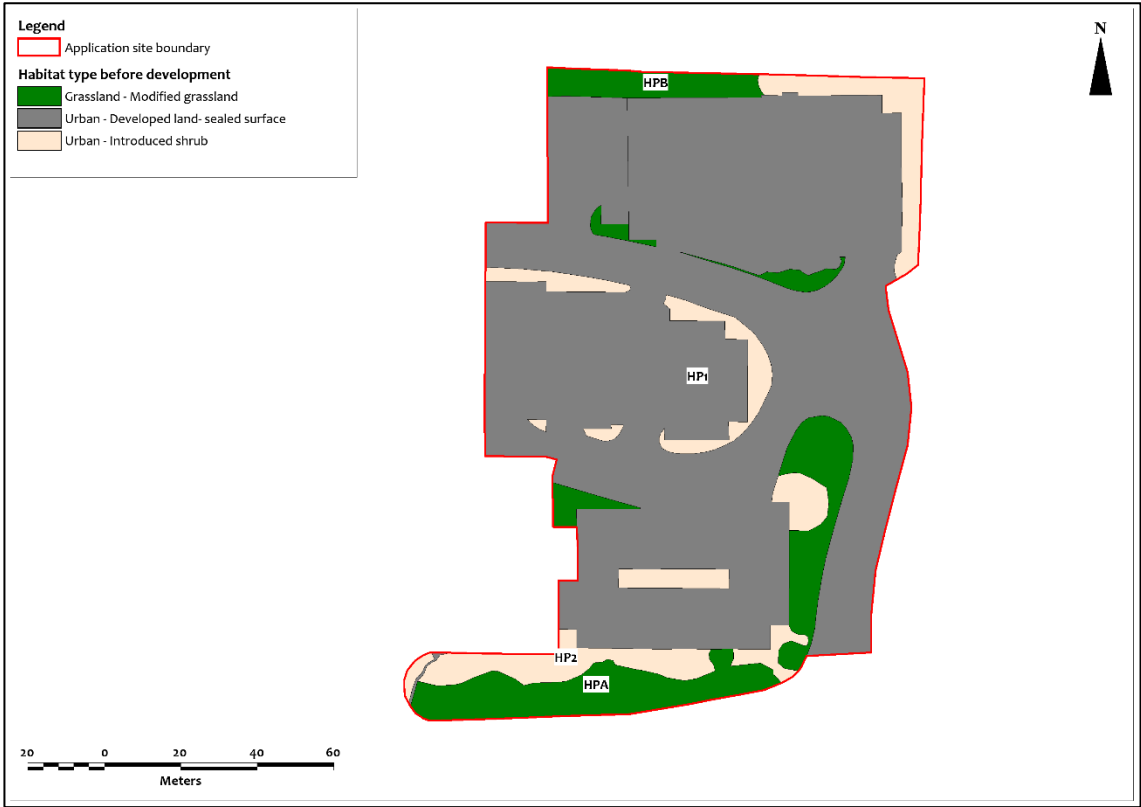 Legend
Application site boundary
Habitat type before development
Grassland - Modified grassland
Urban - Developed land- sealed surface
Urban - Introduced shrub
N
HPB
HP1
HP2
HPA
20 0 20 40 60
Meters